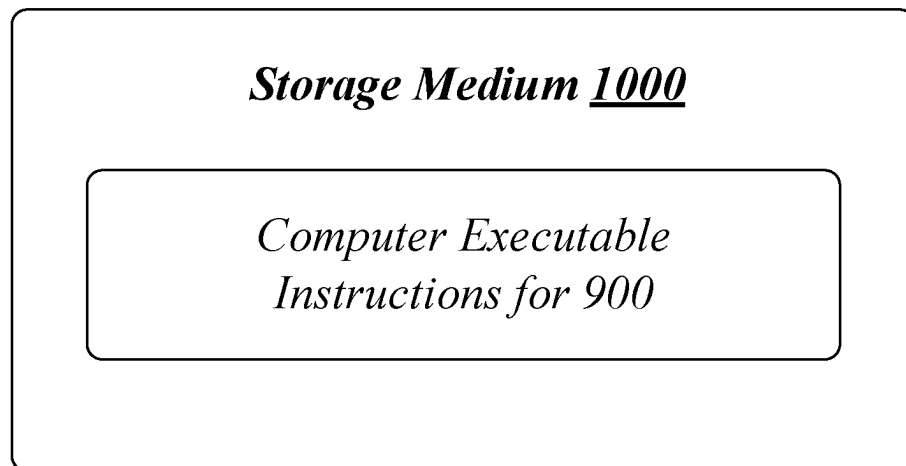 Storage Medium 1000
Computer Executable
Instructions for 900